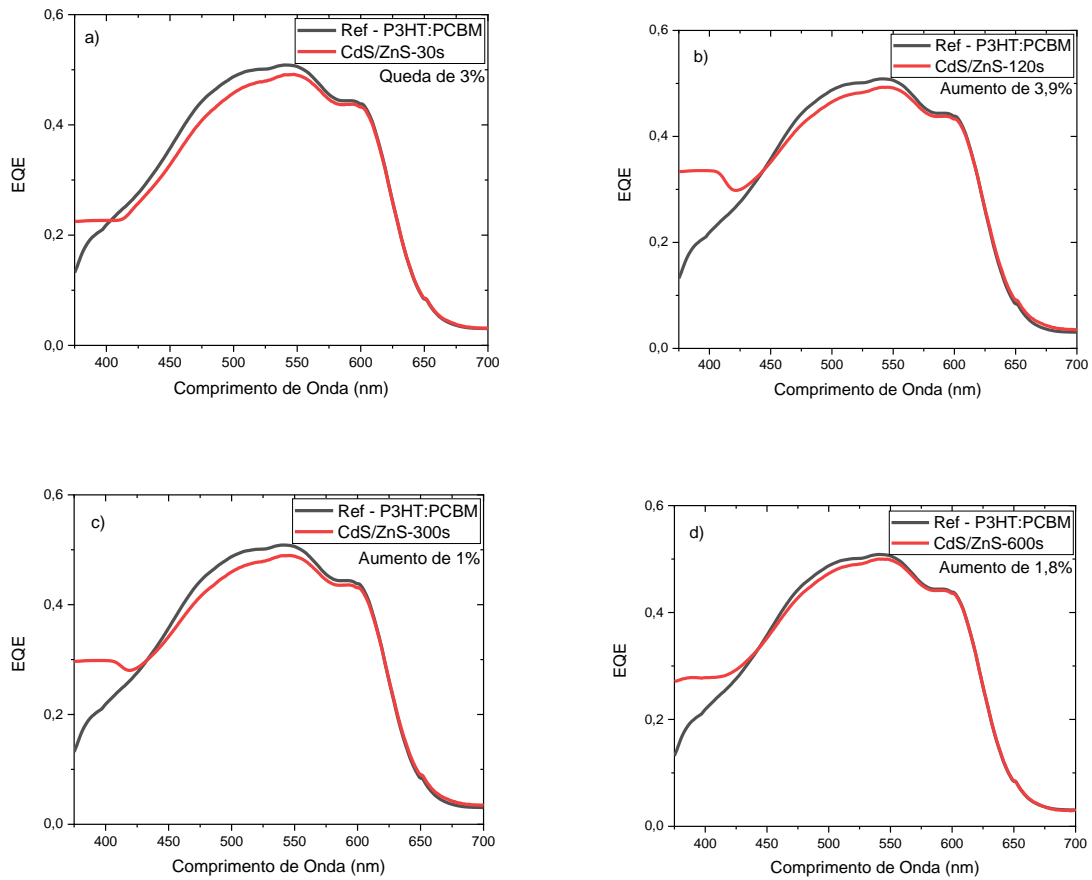 a)
Ref - P3HT:PCBM
CdS/ZnS-30s
Queda de 3%
EQE
0,6
0,4
0,2
0,0
400 450 500 550 600 650 700
Comprimento de Onda (nm)
b)
Ref - P3HT:PCBM
CdS/ZnS-120s
Aumento de 3,9%
EQE
0,6
0,4
0,2
0,0
400 450 500 550 600 650 700
Comprimento de Onda (nm)
c)
Ref - P3HT:PCBM
CdS/ZnS-300s
Aumento de 1%
EQE
0,6
0,4
0,2
0,0
400 450 500 550 600 650 700
Comprimento de Onda (nm)
d)
Ref - P3HT:PCBM
CdS/ZnS-600s
Aumento de 1,8%
EQE
0,6
0,4
0,2
0,0
400 450 500 550 600 650 700
Comprimento de Onda (nm)